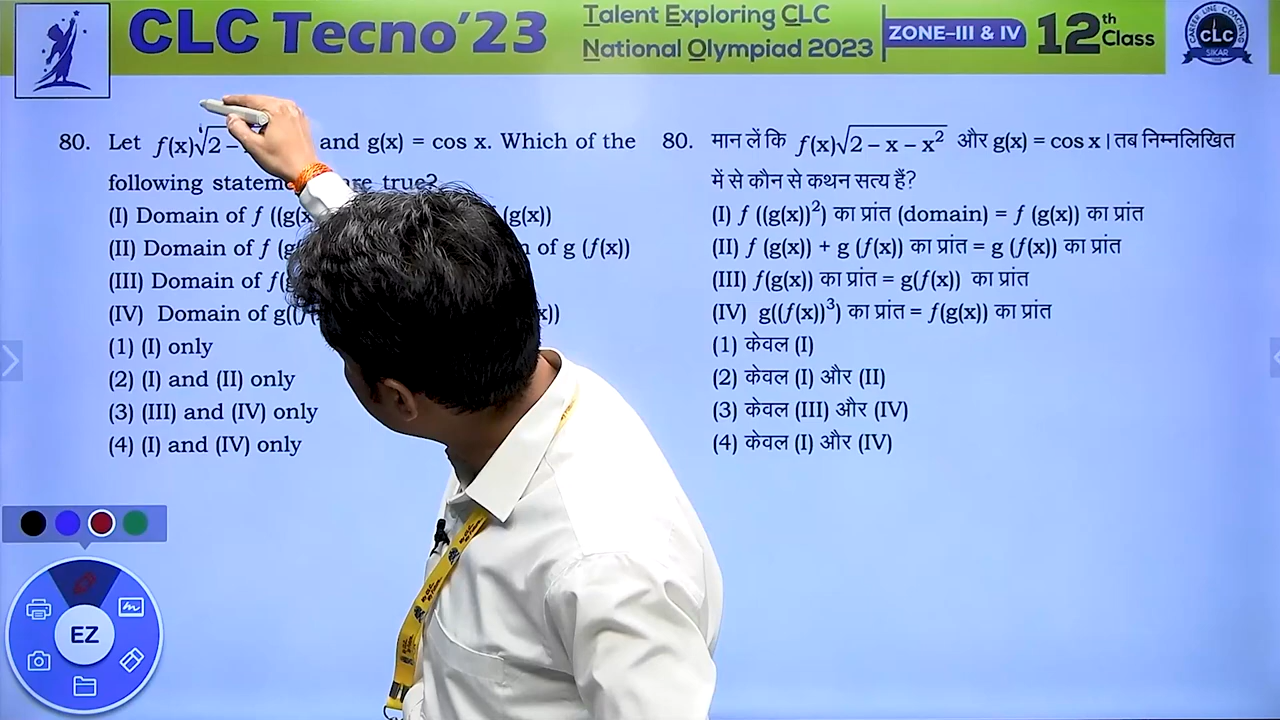 CLC Tecno’23
Talent Exploring CLC
National Olympiad 2023
ZONE–III & IV
12th Class
CAREER LINE COACHING
CLC
SIKAR
80. Let f(x)√2 – and g(x) = cos x. Which of the
following are true?
(I) Domain of f ((g(x (g(x))
(II) Domain of f (g of g (f(x))
(III) Domain of f(g
(IV) Domain of g((f x))
(1) (I) only
(2) (I) and (II) only
(3) (III) and (IV) only
(4) (I) and (IV) only
80. मान लें कि f(x)√2 – x – x² और g(x) = cos x। तब निम्नलिखित
में से कौन से कथन सत्य हैं?
(I) f ((g(x))²) का प्रांत (domain) = f (g(x)) का प्रांत
(II) f (g(x)) + g (f(x)) का प्रांत = g (f(x)) का प्रांत
(III) f(g(x)) का प्रांत = g(f(x)) का प्रांत
(IV) g((f(x))³) का प्रांत = f(g(x)) का प्रांत
(1) केवल (I)
(2) केवल (I) और (II)
(3) केवल (III) और (IV)
(4) केवल (I) और (IV)
EZ